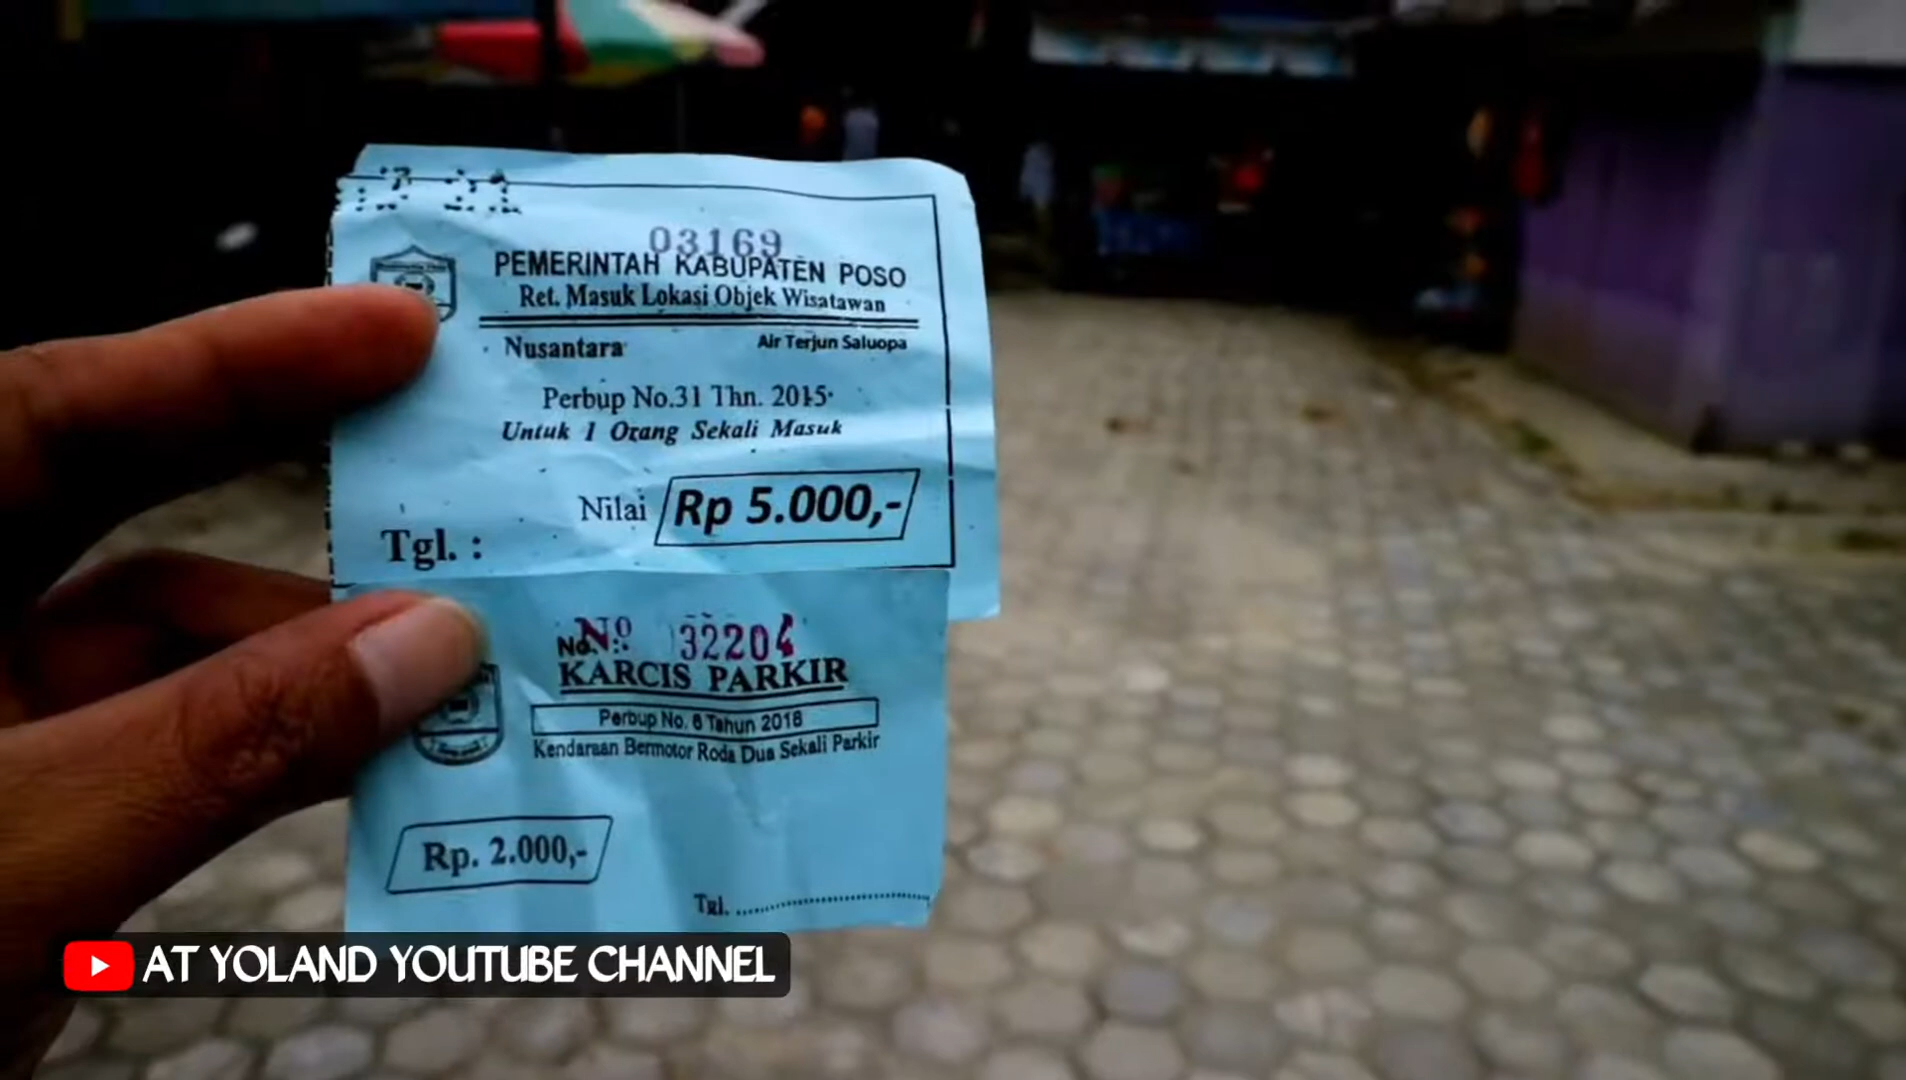 03169
PEMERINTAH KABUPATEN POSO
Ret. Masuk Lokasi Objek Wisatawan
Nusantara Air Terjun Saluopa
Perbup No.31 Thn. 2015
Untuk 1 Orang Sekali Masuk
Nilai Rp 5.000,-
Tgl. :
No. Nº 32204
KARCIS PARKIR
Perbup No. 6 Tahun 2018
Kendaraan Bermotor Roda Dua Sekali Parkir
Rp. 2.000,-
Tgl. ....................
AT YOLAND YOUTUBE CHANNEL